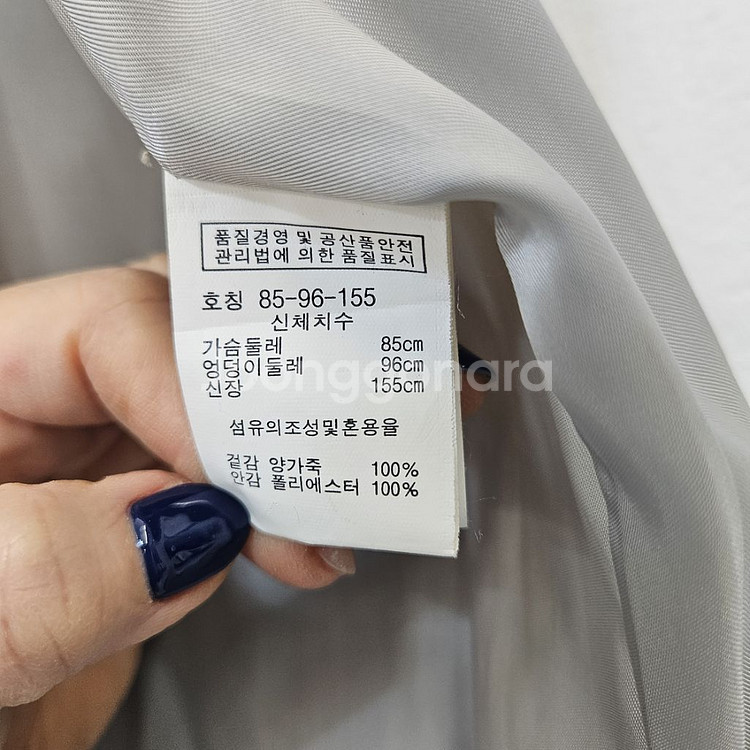 품질경영 및 공산품안전
관리법에 의한 품질표시
호칭 85-96-155
신체치수
가슴둘레 85cm
엉덩이둘레 96cm
신장 155cm
섬유의조성및혼용율
겉감 양가죽 100%
안감 폴리에스터 100%